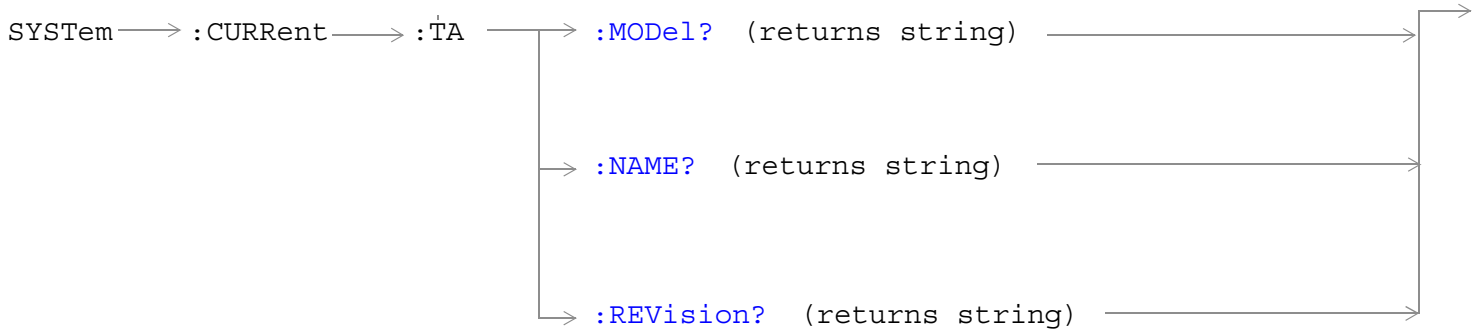 SYSTem :CURRent :TA :MODel? (returns string)
:NAME? (returns string)
:REVision? (returns string)